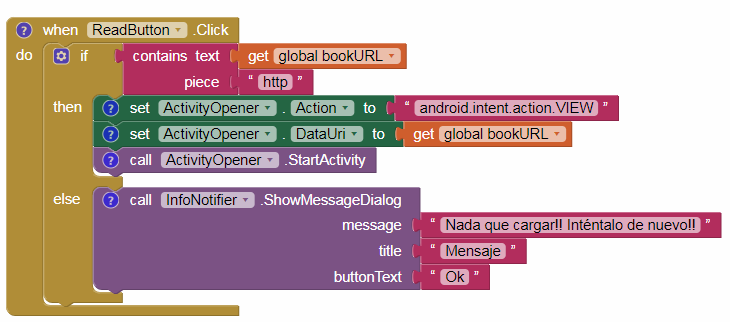 ? when ReadButton .Click
do if contains text get global bookURL
piece " http "
then ? set ActivityOpener . Action to " android.intent.action.VIEW "
? set ActivityOpener . DataUri to get global bookURL
? call ActivityOpener .StartActivity
else ? call InfoNotifier .ShowMessageDialog
message " Nada que cargar!! Inténtalo de nuevo!! "
title " Mensaje "
buttonText " Ok "